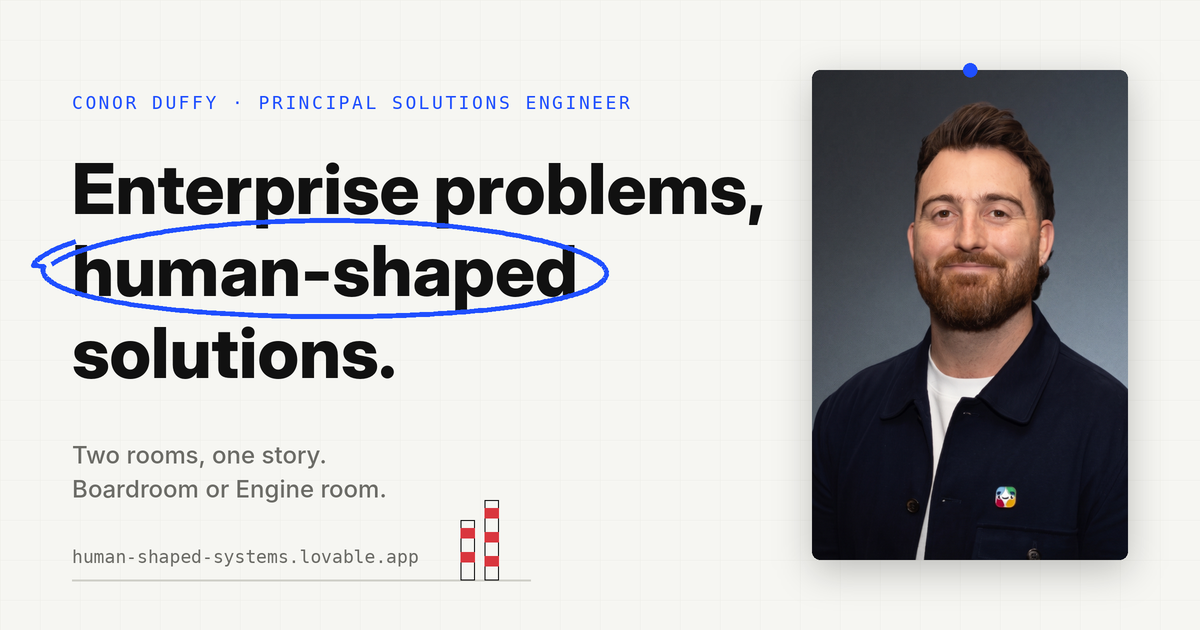 CONOR DUFFY · PRINCIPAL SOLUTIONS ENGINEER
Enterprise problems,
human-shaped
solutions.
Two rooms, one story.
Boardroom or Engine room.
human-shaped-systems.lovable.app